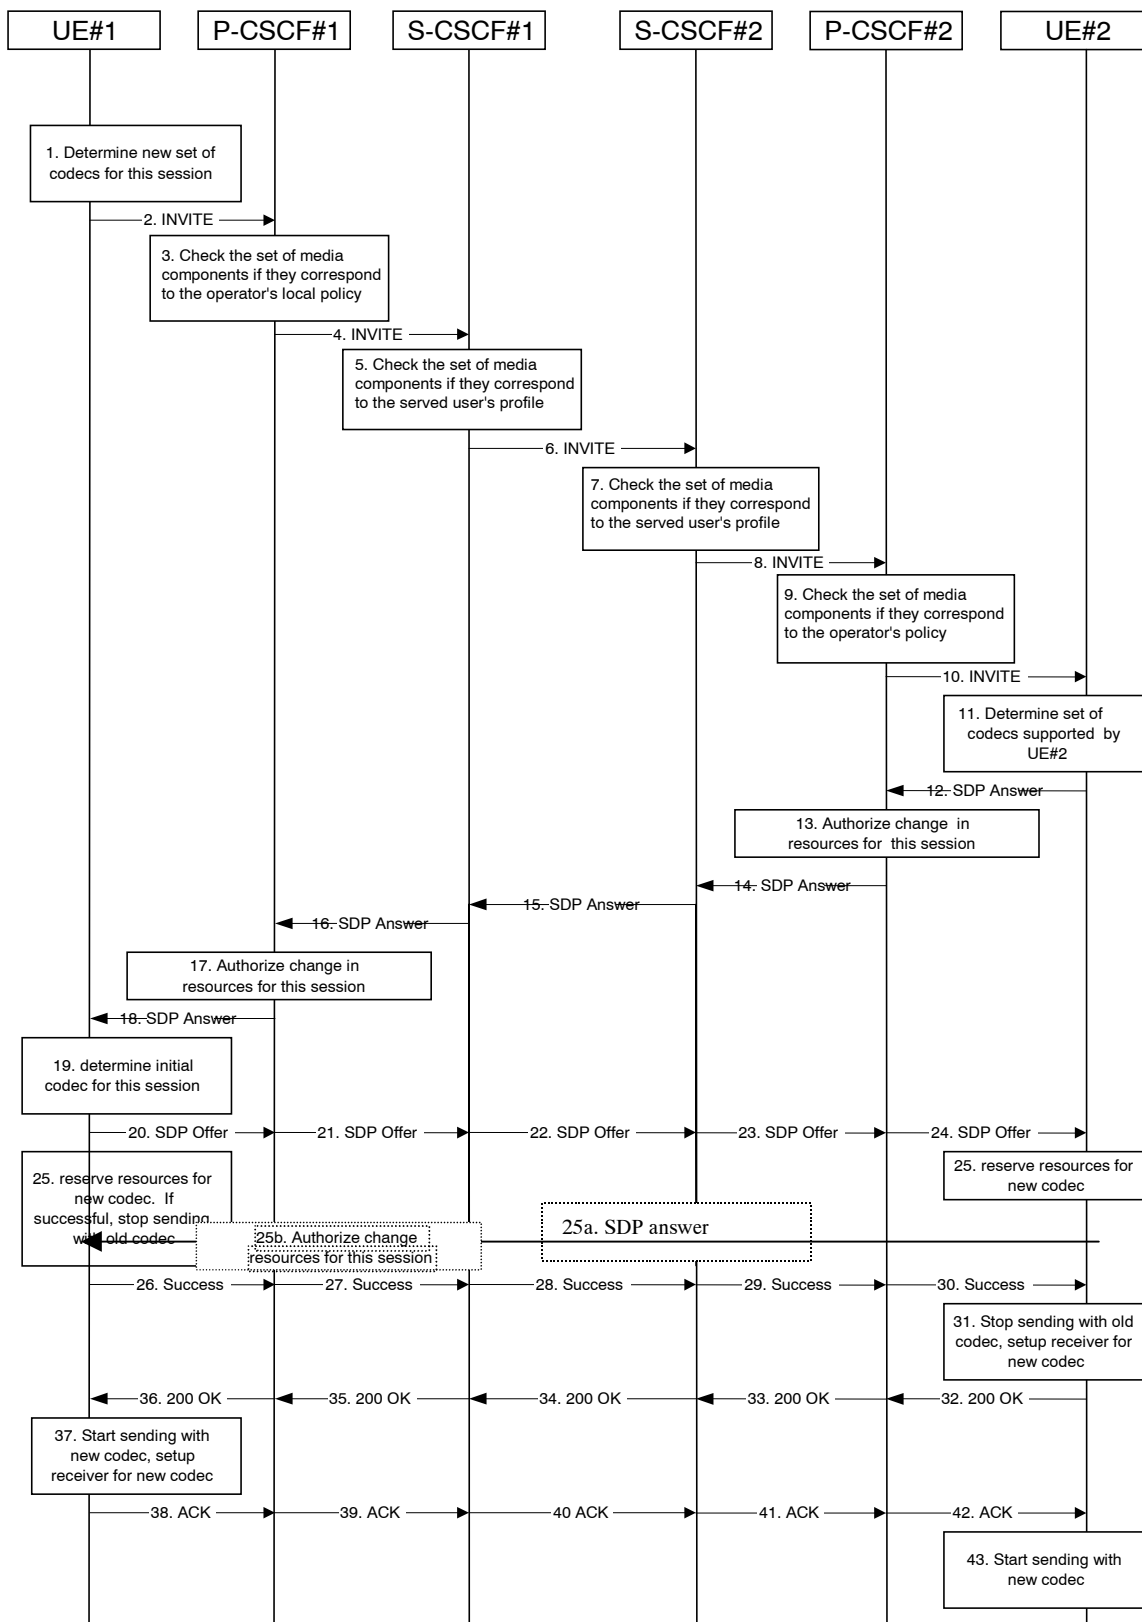 UE#1
P-CSCF#1
S-CSCF#1
S-CSCF#2
P-CSCF#2
UE#2
1. Determine new set of
codecs for this session
2. INVITE
3. Check the set of media
components if they correspond
to the operator's local policy
4. INVITE
5. Check the set of media
components if they correspond
to the served user's profile
6. INVITE
7. Check the set of media
components if they correspond
to the served user's profile
8. INVITE
9. Check the set of media
components if they correspond
to the operator's policy
10. INVITE
11. Determine set of
codecs supported by
UE#2
12. SDP Answer
13. Authorize change in
resources for this session
14. SDP Answer
15. SDP Answer
16. SDP Answer
17. Authorize change in
resources for this session
18. SDP Answer
19. determine initial
codec for this session
20. SDP Offer
21. SDP Offer
22. SDP Offer
23. SDP Offer
24. SDP Offer
25. reserve resources for
new codec. If
successful, stop sending
with old codec
25. reserve resources for
new codec
25a. SDP answer
25b. Authorize change
resources for this session
26. Success
27. Success
28. Success
29. Success
30. Success
31. Stop sending with old
codec, setup receiver for
new codec
36. 200 OK
35. 200 OK
34. 200 OK
33. 200 OK
32. 200 OK
37. Start sending with
new codec, setup
receiver for new codec
38. ACK
39. ACK
40 ACK
41. ACK
42. ACK
43. Start sending with
new codec